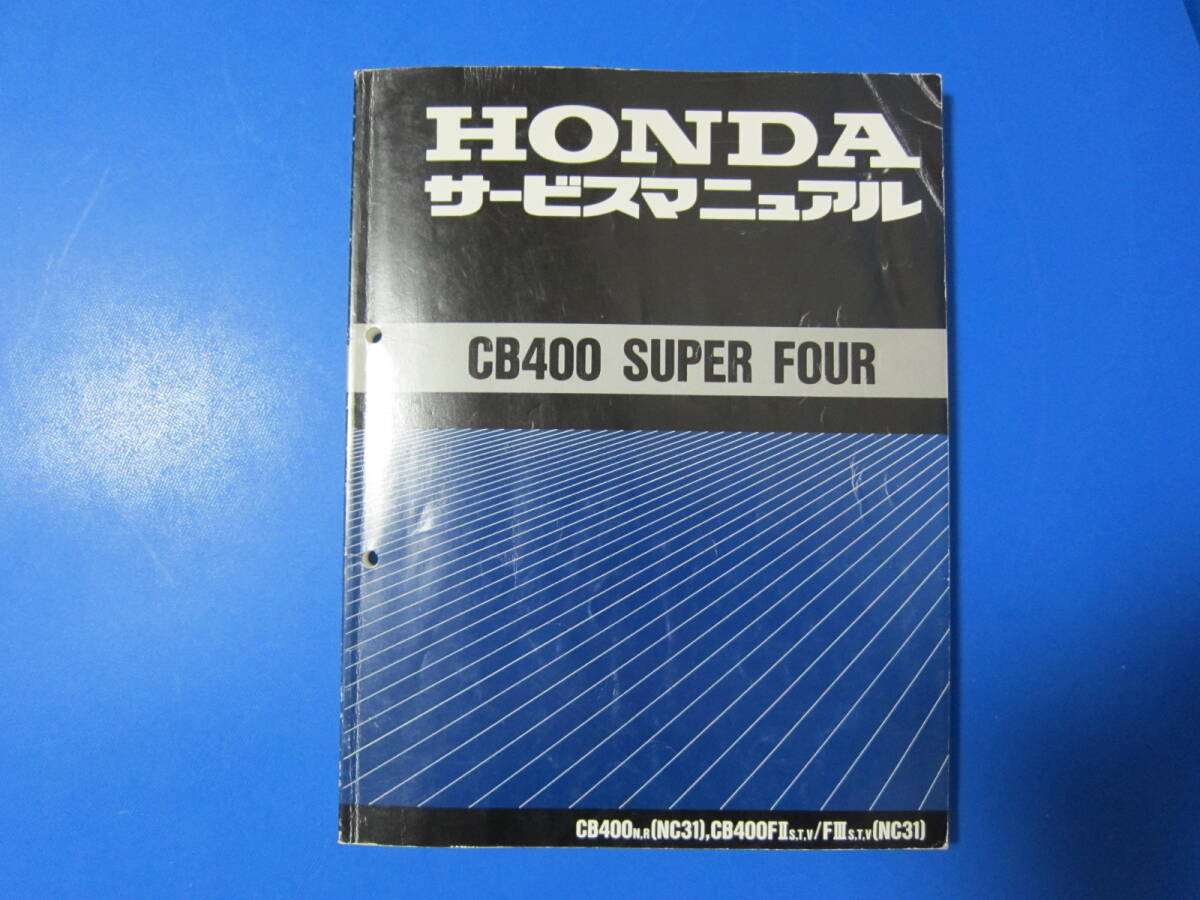 HONDA
サービスマニュアル
CB400 SUPER FOUR
CB400N,R(NC31),CB400FⅡS,T,V/FⅢS,T,V(NC31)